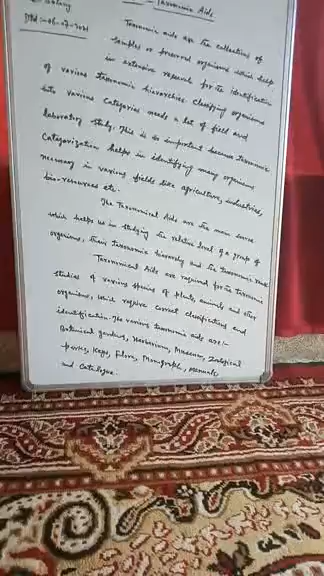 Botany
- Taxonomic Aids
Dtd :- 06-07-2021
Taxonomic aids are the collections of
samples or preserved organisms which help
in extensive research for the identification
of various taxonomic hierarchies. Classifying organisms
into various categories needs a lot of field and
laboratory study. This is so important because taxonomic
Categorization helps in identifying many organisms
necessary in various fields like agriculture, industries,
bio-resources etc.
The Taxonomical Aids are the main source
which helps us in studying the relative level of a group of
organisms, their taxonomic hierarchy and the taxonomic rank
Taxonomical Aids are required for the taxonomic
studies of various species of plants, animals, and other
organisms, which require correct classifications and
identification. The various taxonomic aids are :-
Botanical gardens, Herbarium, Museum, Zoological
parks, Keys, Flora, Monographs, Manuals
and Catalogue.